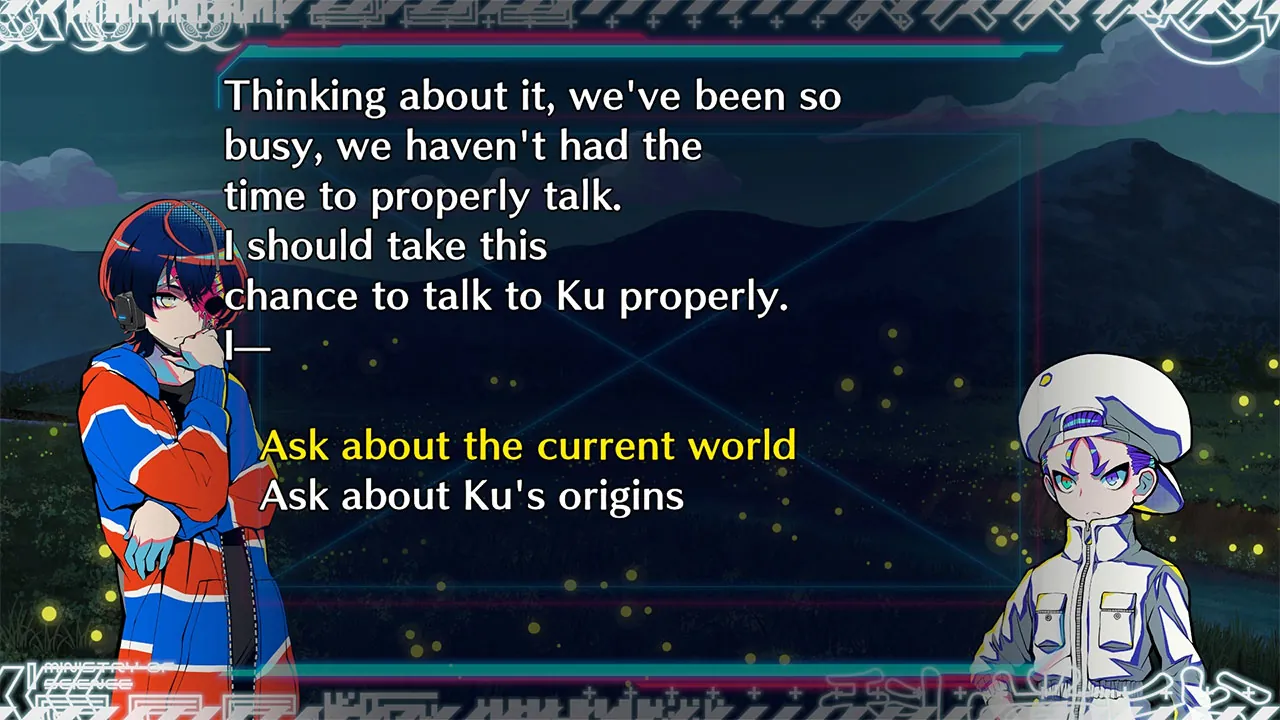 Thinking about it, we've been so
busy, we haven't had the
time to properly talk.
I should take this
chance to talk to Ku properly.
I—
Ask about the current world
Ask about Ku's origins
MINISTRY OF
SCIENCE